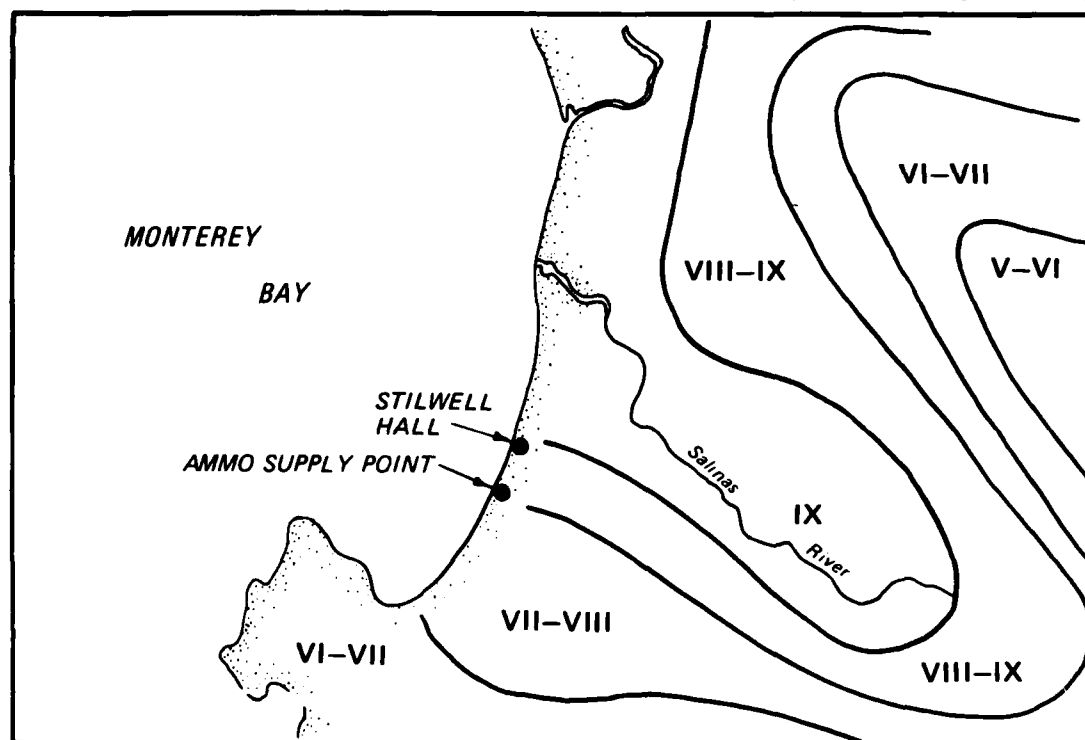 VI–VII
MONTEREY
BAY
VIII–IX
V–VI
STILWELL
HALL
AMMO SUPPLY POINT
Salinas
River
IX
VII–VIII
VI–VII
VIII–IX